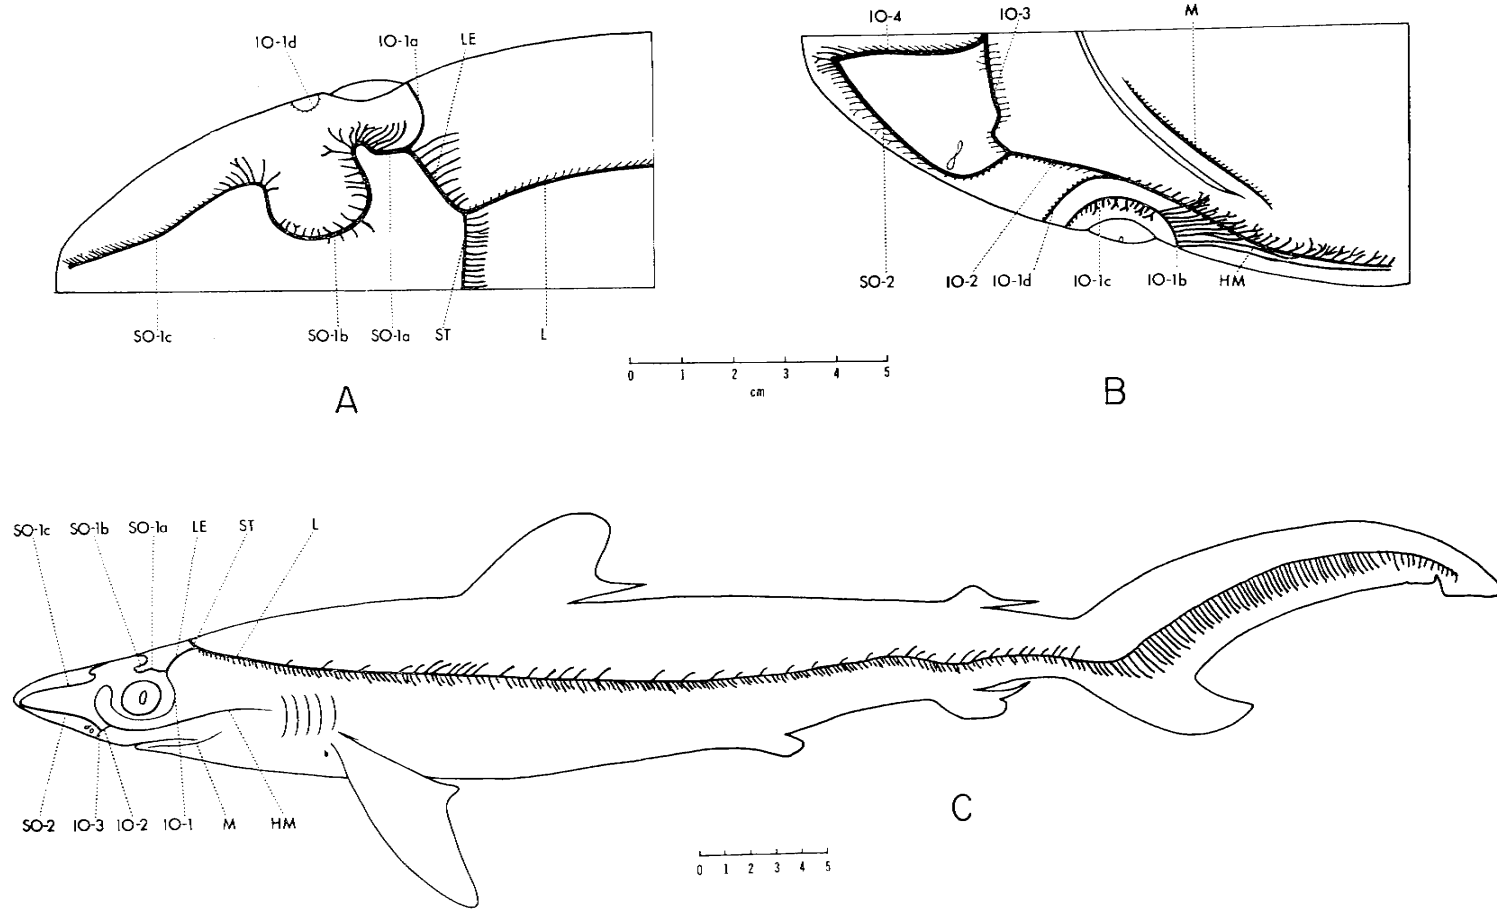 IO-1d IO-1a LE
SO-1c SO-1b SO-1a ST L
A
IO-4 IO-3 M
SO-2 IO-2 IO-1d IO-1c IO-1b HM
B
0 1 2 3 4 5
cm
SO-1c SO-1b SO-1a LE ST L
SO-2 IO-3 IO-2 IO-1 M HM
C
0 1 2 3 4 5